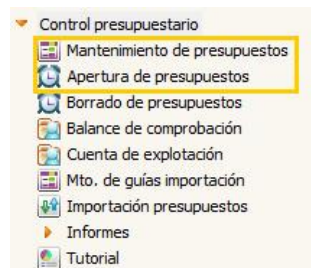 Control presupuestario
Mantenimiento de presupuestos
Apertura de presupuestos
Borrado de presupuestos
Balance de comprobación
Cuenta de explotación
Mto. de guías importación
Importación presupuestos
Informes
Tutorial